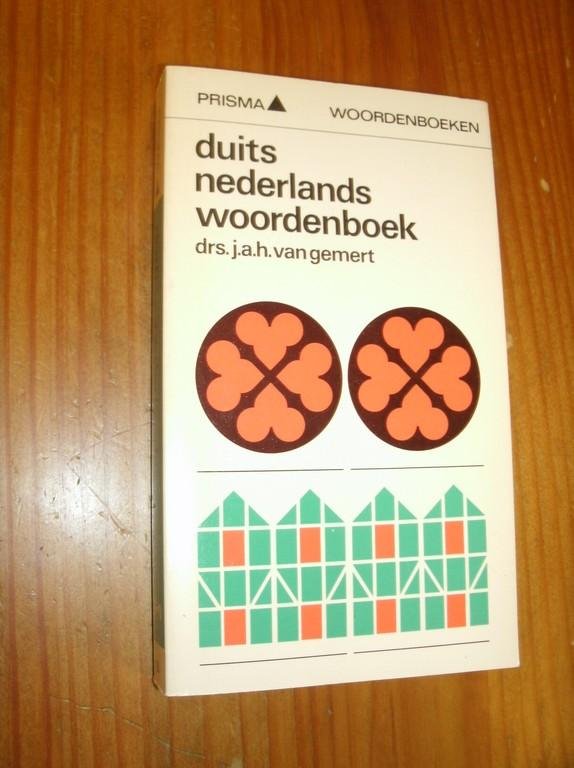 PRISMA WOORDENBOEKEN
duits
nederlands
woordenboek
drs. j.a.h. van gemert